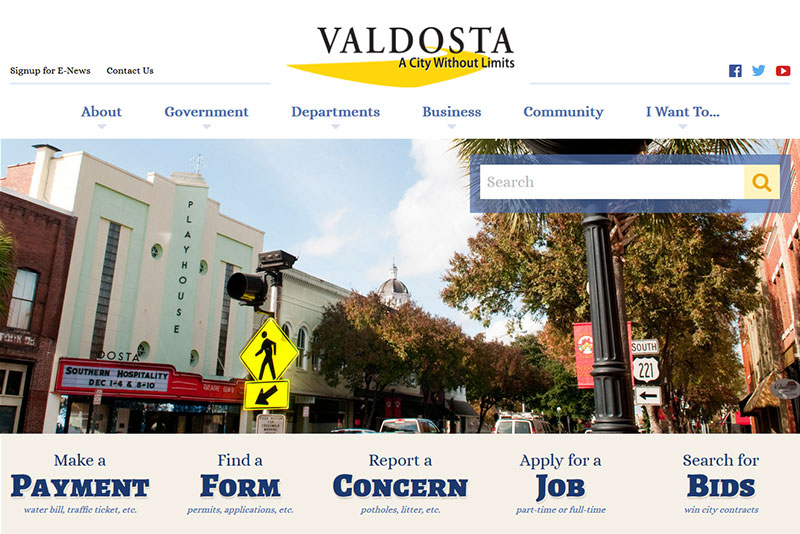 VALDOSTA
A City Without Limits
Signup for E-News Contact Us
About Government Departments Business Community I Want To...
Search
PLAYHOUSE
OSTA
SOUTHERN HOSPITALITY
DEC 1-4 & 8-10
THEATRE GUILD
SOUTH
221
Make a
PAYMENT
water bill, traffic ticket, etc.
Find a
FORM
permits, applications, etc.
Report a
CONCERN
potholes, litter, etc.
Apply for a
JOB
part-time or full-time
Search for
BIDS
win city contracts